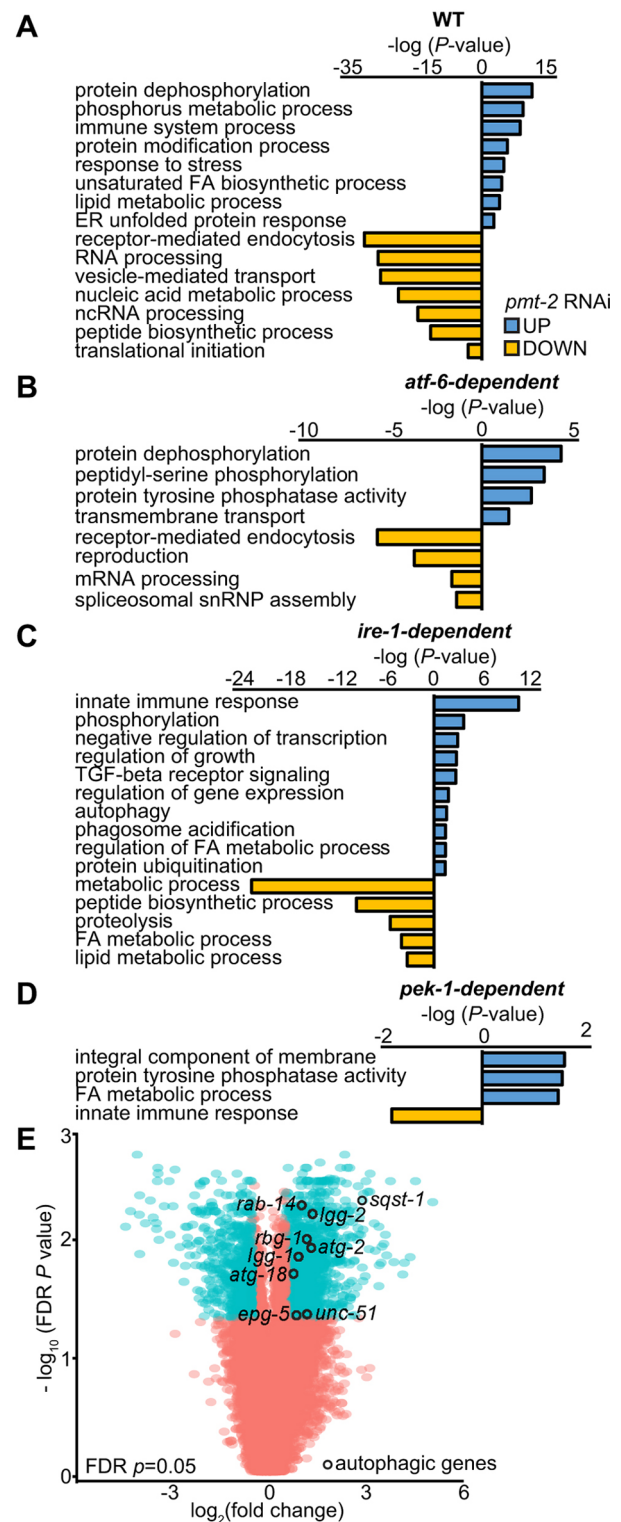 A
WT
-log (P-value)
-35 -15 0 15
protein dephosphorylation
phosphorus metabolic process
immune system process
protein modification process
response to stress
unsaturated FA biosynthetic process
lipid metabolic process
ER unfolded protein response
receptor-mediated endocytosis
RNA processing
vesicle-mediated transport
nucleic acid metabolic process
ncRNA processing
peptide biosynthetic process
translational initiation
pmt-2 RNAi
UP
DOWN
B
atf-6-dependent
-log (P-value)
-10 -5 0 5
protein dephosphorylation
peptidyl-serine phosphorylation
protein tyrosine phosphatase activity
transmembrane transport
receptor-mediated endocytosis
reproduction
mRNA processing
spliceosomal snRNP assembly
C
ire-1-dependent
-log (P-value)
-24 -18 -12 -6 0 6 12
innate immune response
phosphorylation
negative regulation of transcription
regulation of growth
TGF-beta receptor signaling
regulation of gene expression
autophagy
phagosome acidification
regulation of FA metabolic process
protein ubiquitination
metabolic process
peptide biosynthetic process
proteolysis
FA metabolic process
lipid metabolic process
D
pek-1-dependent
-log (P-value)
-2 0 2
integral component of membrane
protein tyrosine phosphatase activity
FA metabolic process
innate immune response
E
- log10 (FDR P value)
3
2
1
0
rab-14
sqst-1
lgg-2
rbg-1
atg-2
lgg-1
atg-18
epg-5
unc-51
FDR p=0.05
autophagic genes
-3 0 3 6
log2(fold change)